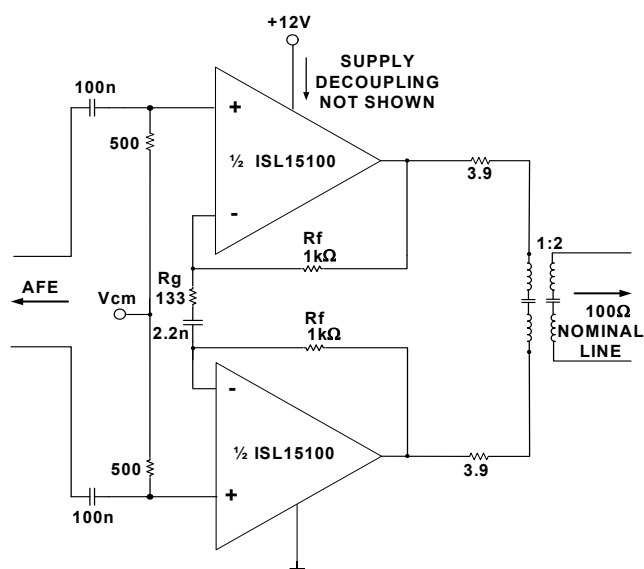 +12V
SUPPLY
DECOUPLING
NOT SHOWN
100n
+
500
½ ISL15100
3.9
-
Rf
1kΩ
1:2
Rg
133
AFE
Vcm
2.2n
100Ω
NOMINAL
LINE
Rf
1kΩ
-
½ ISL15100
500
3.9
+
100n